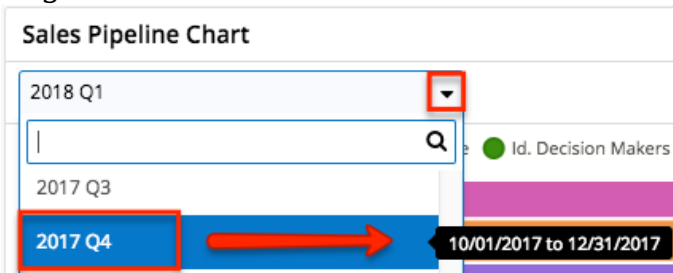 Sales Pipeline Chart
2018 Q1
Id. Decision Makers
2017 Q3
2017 Q4
10/01/2017 to 12/31/2017